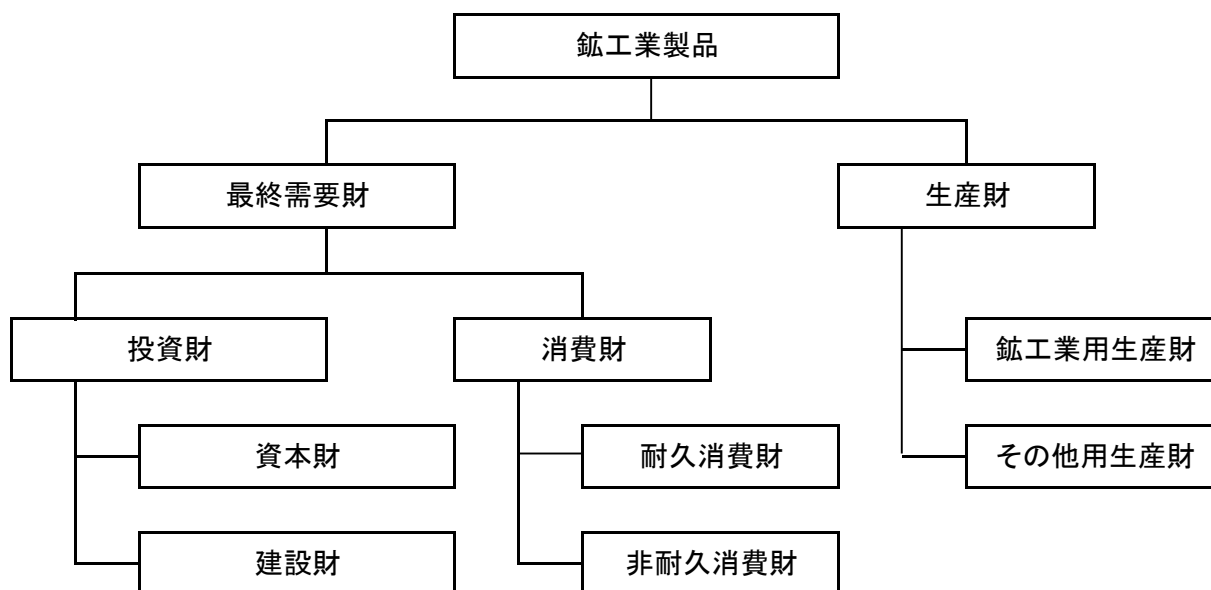 鉱工業製品
最終需要財
生産財
投資財
消費財
鉱工業用生産財
資本財
耐久消費財
その他用生産財
建設財
非耐久消費財